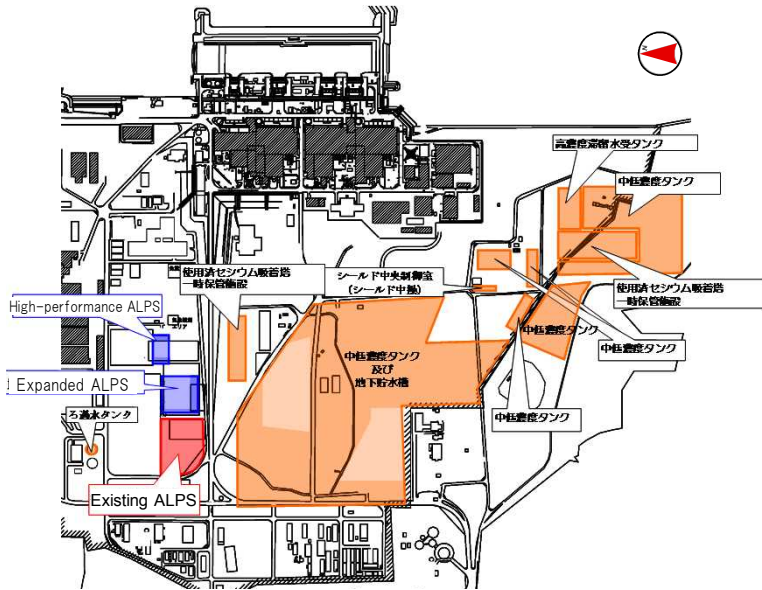 N
高濃度滞留水受タンク
中低濃度タンク
使用済セシウム吸着塔
一時保管施設
シールド中央制御室
(シールド中操)
使用済セシウム吸着塔
一時保管施設
High-performance ALPS
中低濃度タンク
中低濃度タンク
及び
地下貯水槽
中低濃度タンク
Expanded ALPS
ろ過水タンク
中低濃度タンク
Existing ALPS